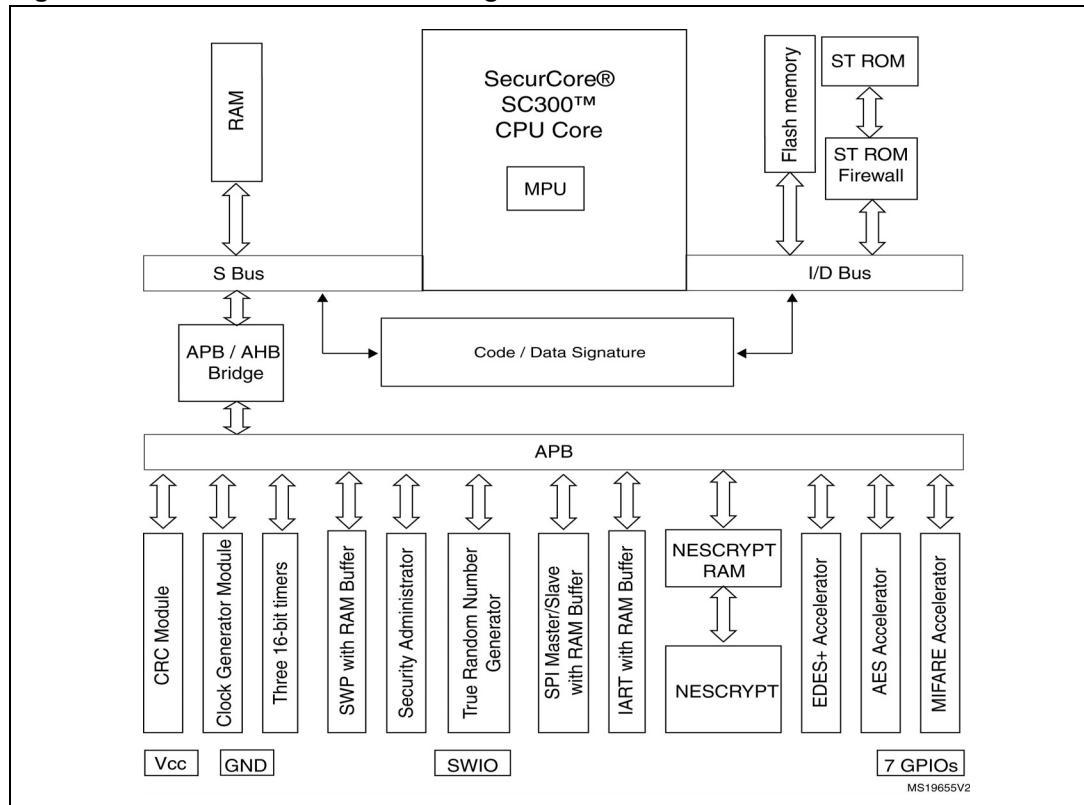 RAM
SecurCore®
SC300™
CPU Core
MPU
Flash memory
ST ROM
ST ROM
Firewall
S Bus
I/D Bus
APB / AHB
Bridge
Code / Data Signature
APB
CRC Module
Clock Generator Module
Three 16-bit timers
SWP with RAM Buffer
Security Administrator
True Random Number
Generator
SPI Master/Slave
with RAM Buffer
IART with RAM Buffer
NESCRYPT
RAM
NESCRYPT
EDES+ Accelerator
AES Accelerator
MIFARE Accelerator
Vcc
GND
SWIO
7 GPIOs
MS19655V2